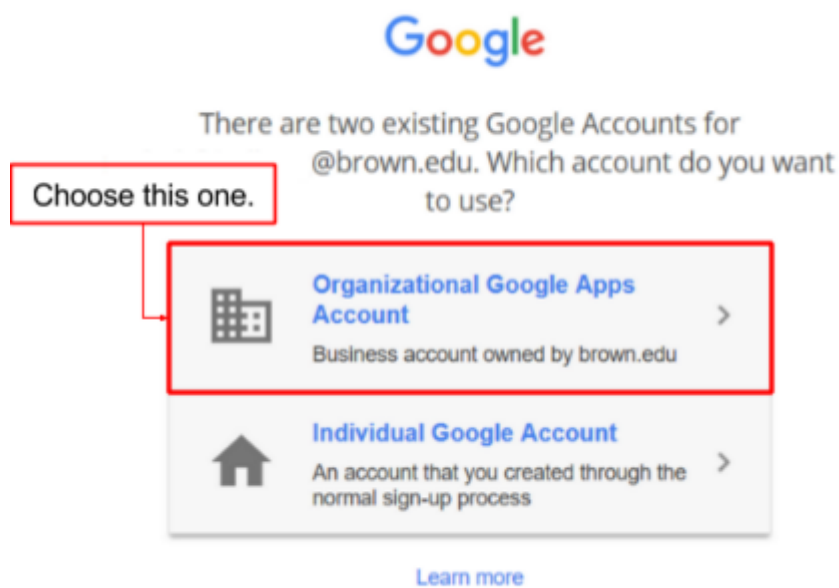 Google
There are two existing Google Accounts for
@brown.edu. Which account do you want
to use?
Choose this one.
Organizational Google Apps
Account
Business account owned by brown.edu
Individual Google Account
An account that you created through the
normal sign-up process
Learn more